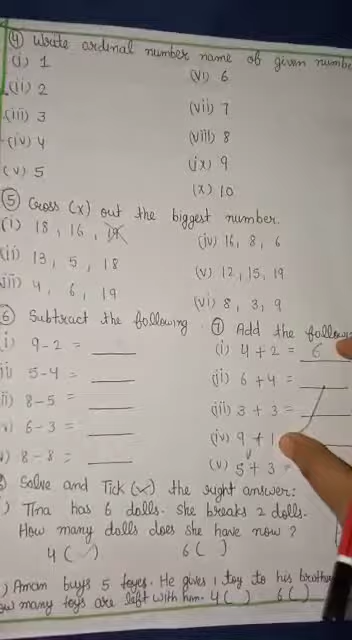 ④ Write ordinal number name of given numbe
(i) 1 (vi) 6
(ii) 2 (vii) 7
(iii) 3 (viii) 8
(iv) 4 (ix) 9
(v) 5 (x) 10
⑤ Cross (x) out the biggest number.
(i) 18, 16, 19 (iv) 16, 8, 6
(ii) 13, 5, 18 (v) 12, 15, 19
(iii) 4, 6, 19 (vi) 8, 3, 9
⑥ Subtract the following ⑦ Add the follow
(i) 9-2 = ____ (i) 4+2 = 6
(ii) 5-4 = ____ (ii) 6+4 = ____
(iii) 8-5 = ____ (iii) 3+3 = ____
(iv) 6-3 = ____ (iv) 9+1
(v) 8-8 = ____ (v) 5+3 =
Solve and Tick (✓) the right answer:
) Tina has 6 dolls. She breaks 2 dolls.
How many dolls does she have now?
4 (✓) 6 ( )
) Aman buys 5 toyes. He gives 1 toy to his
ow many toys are left with him. 4 ( ) 6 ( )